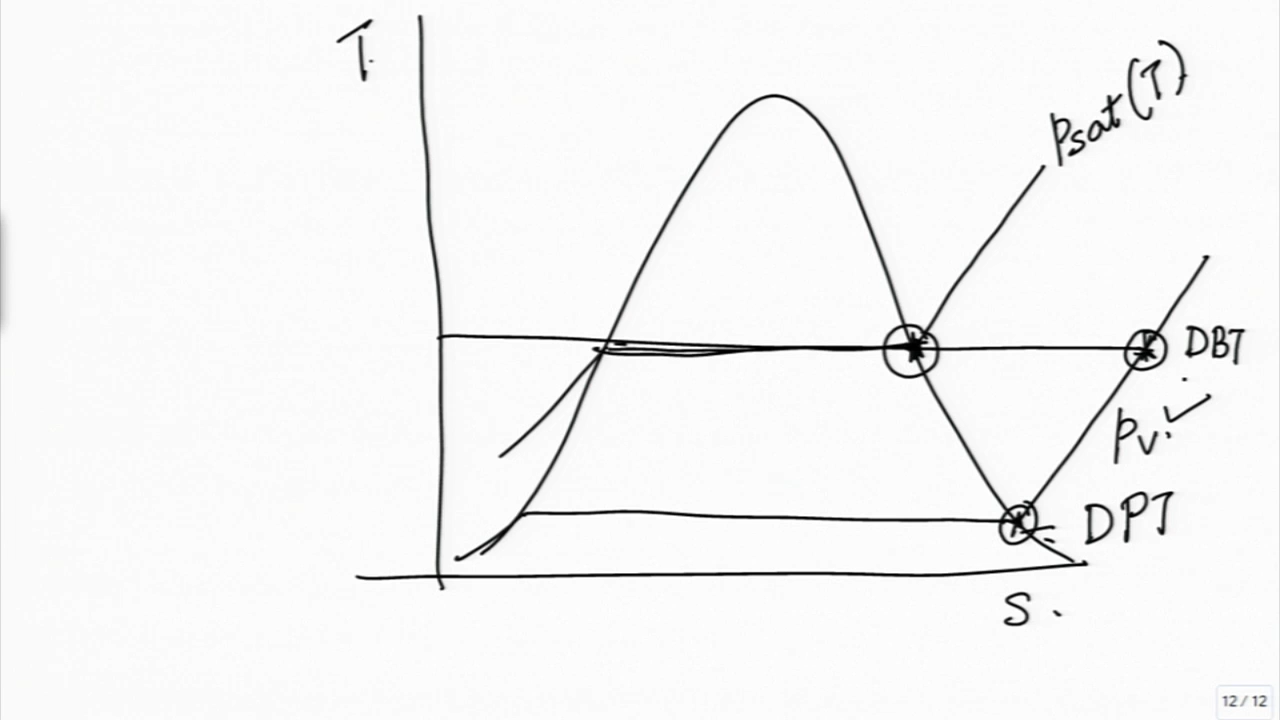 T
Psat(T)
DBT
Pv.
DPT
S.
12 / 12